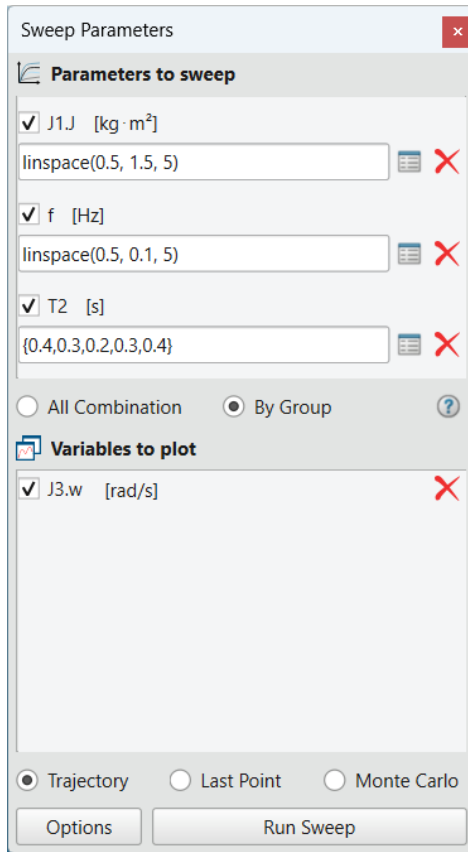 Sweep Parameters
Parameters to sweep
J1.J [kg·m²]
linspace(0.5, 1.5, 5)
f [Hz]
linspace(0.5, 0.1, 5)
T2 [s]
{0.4,0.3,0.2,0.3,0.4}
All Combination By Group ?
Variables to plot
J3.w [rad/s]
Trajectory Last Point Monte Carlo
Options Run Sweep